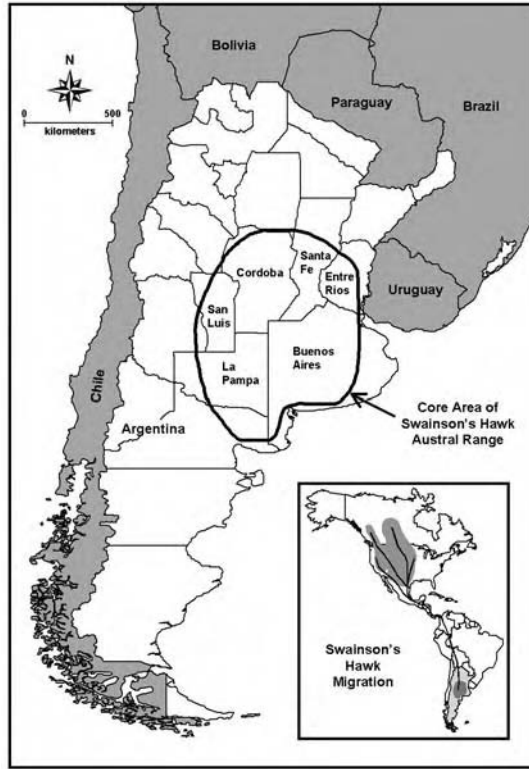 Bolivia
N
Paraguay
Brazil
0 500
kilometers
Cordoba
Santa
Fe
Entre
Rios
Uruguay
San
Luis
La
Pampa
Buenos
Aires
Chile
Argentina
Core Area of
Swainson's Hawk
Austral Range
Swainson's
Hawk
Migration